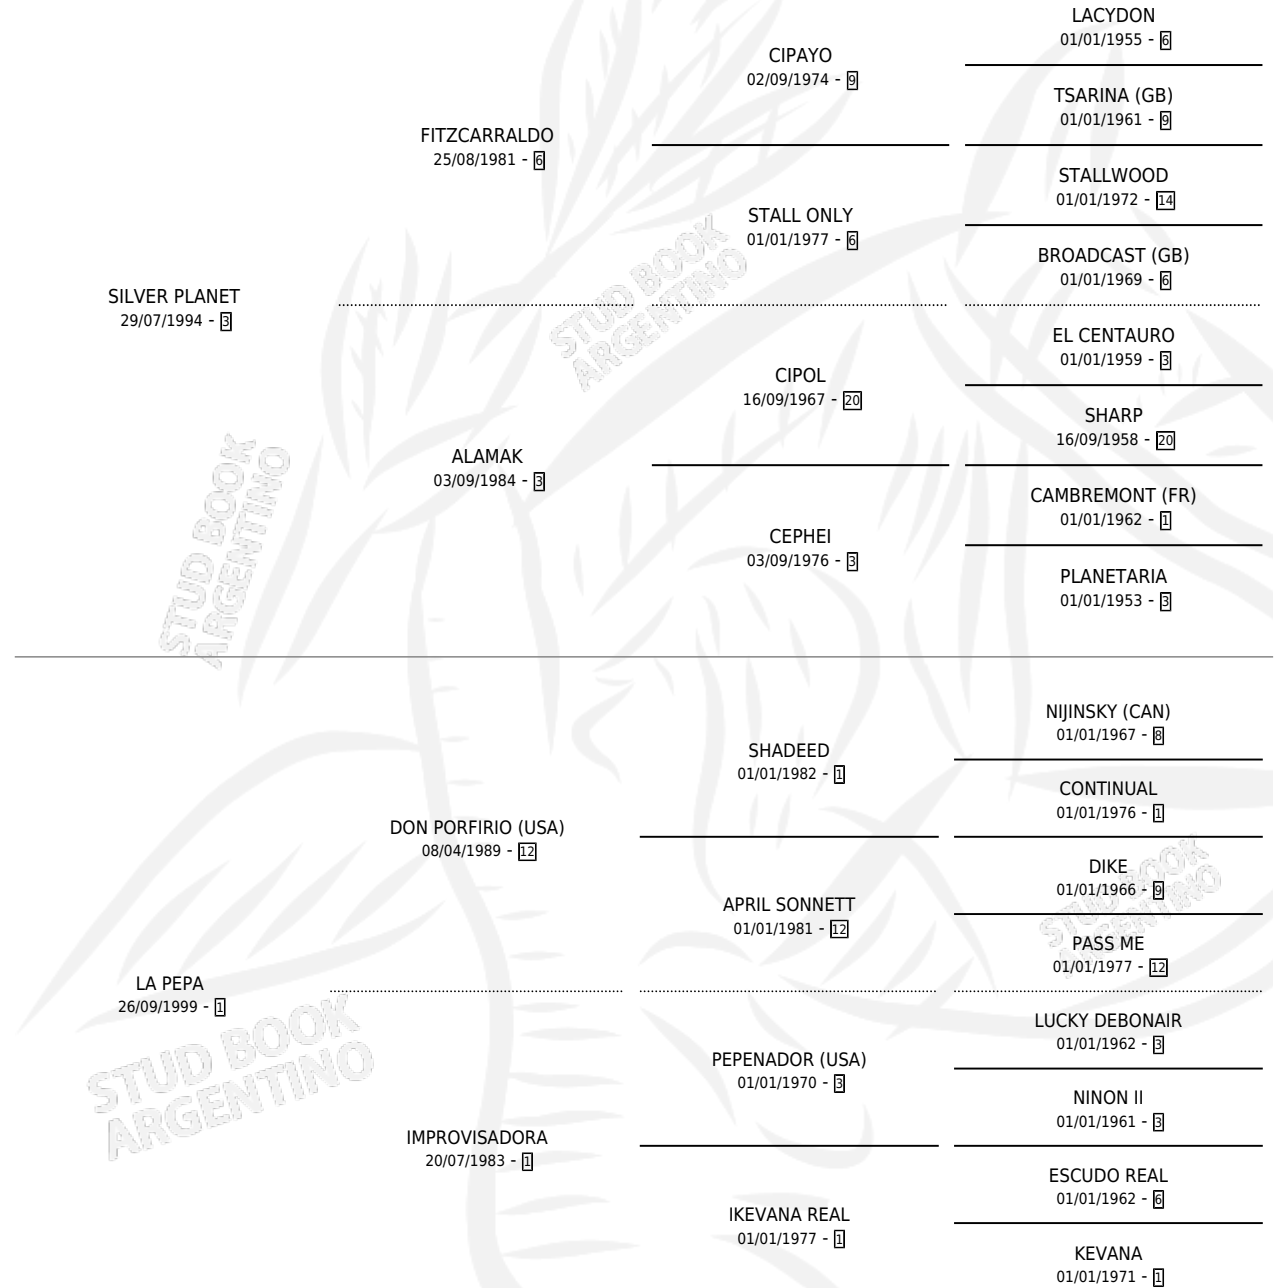 LACYDON
01/01/1955 - 6
CIPAYO
02/09/1974 - 9
TSARINA (GB)
01/01/1961 - 9
FITZCARRALDO
25/08/1981 - 6
STALLWOOD
01/01/1972 - 14
STALL ONLY
01/01/1977 - 6
BROADCAST (GB)
01/01/1969 - 6
SILVER PLANET
29/07/1994 - 3
STUD BOOK
ARGENTINO
EL CENTAURO
01/01/1959 - 3
CIPOL
16/09/1967 - 20
SHARP
16/09/1958 - 20
ALAMAK
03/09/1984 - 3
CAMBREMONT (FR)
01/01/1962 - 1
CEPHEI
03/09/1976 - 3
PLANETARIA
01/01/1953 - 3
STUD BOOK
ARGENTINO
NIJINSKY (CAN)
01/01/1967 - 8
SHADEED
01/01/1982 - 1
CONTINUAL
01/01/1976 - 1
DON PORFIRIO (USA)
08/04/1989 - 12
DIKE
01/01/1966 - 9
APRIL SONNETT
01/01/1981 - 12
PASS ME
01/01/1977 - 12
STUD BOOK
ARGENTINO
LA PEPA
26/09/1999 - 1
LUCKY DEBONAIR
01/01/1962 - 3
PEPENADOR (USA)
01/01/1970 - 3
NINON II
01/01/1961 - 3
STUD BOOK
ARGENTINO
IMPROVISADORA
20/07/1983 - 1
ESCUDO REAL
01/01/1962 - 6
IKEVANA REAL
01/01/1977 - 1
KEVANA
01/01/1971 - 1